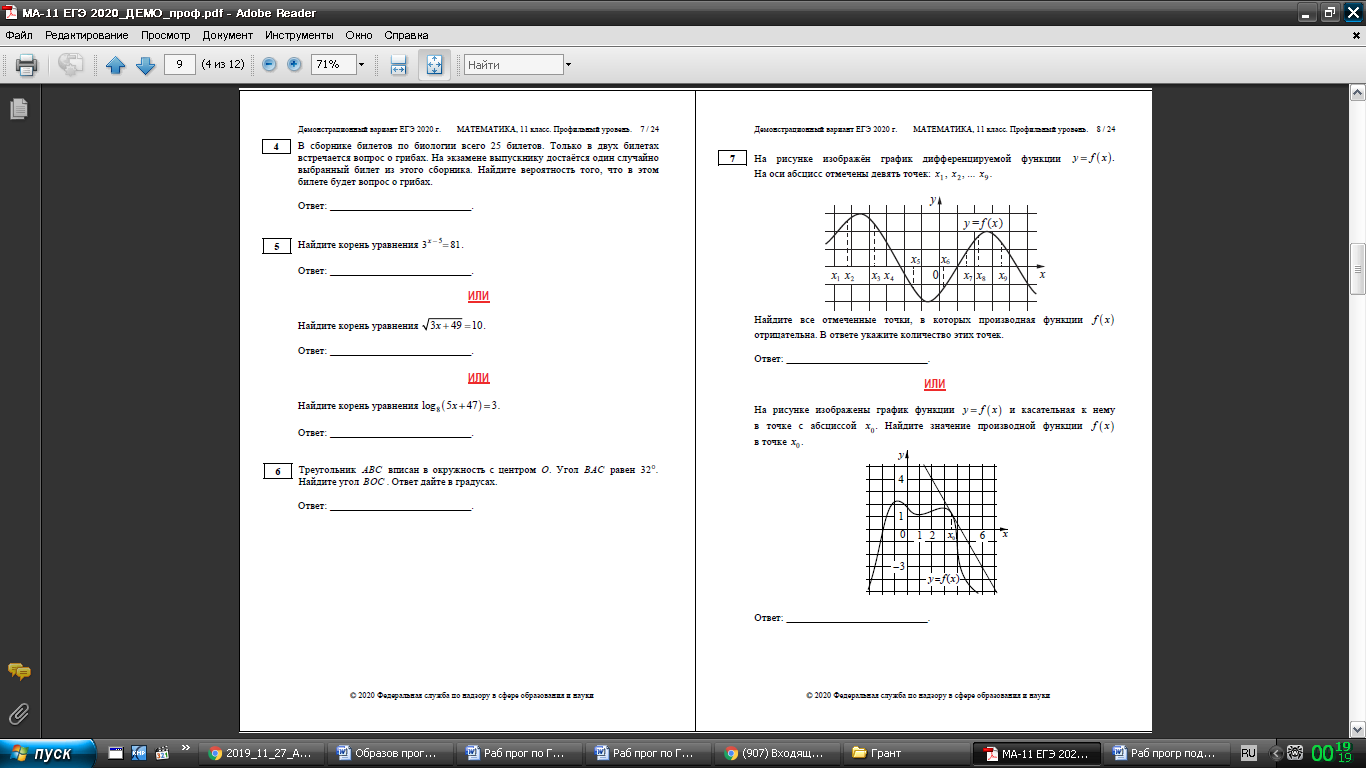 МА-11 ЕГЭ 2020_ДЕМО_проф.pdf - Adobe Reader
Файл Редактирование Просмотр Документ Инструменты Окно Справка
9 (4 из 12) 71% Найти
Демонстрационный вариант ЕГЭ 2020 г. МАТЕМАТИКА, 11 класс. Профильный уровень. 7 / 24
4 В сборнике билетов по биологии всего 25 билетов. Только в двух билетах
встречается вопрос о грибах. На экзамене выпускнику достаётся один случайно
выбранный билет из этого сборника. Найдите вероятность того, что в этом
билете будет вопрос о грибах.
Ответ: ___________________________.
5 Найдите корень уравнения 3^(x−5) = 81.
Ответ: ___________________________.
ИЛИ
Найдите корень уравнения √(3x + 49) = 10.
Ответ: ___________________________.
ИЛИ
Найдите корень уравнения log₈(5x + 47) = 3.
Ответ: ___________________________.
6 Треугольник ABC вписан в окружность с центром O. Угол BAC равен 32°.
Найдите угол BOC . Ответ дайте в градусах.
Ответ: ___________________________.
© 2020 Федеральная служба по надзору в сфере образования и науки
Демонстрационный вариант ЕГЭ 2020 г. МАТЕМАТИКА, 11 класс. Профильный уровень. 8 / 24
7 На рисунке изображён график дифференцируемой функции y = f(x).
На оси абсцисс отмечены девять точек: x₁, x₂, ... x₉.
y
y = f(x)
x₅ x₆
x₁ x₂ x₃ x₄ 0 x₇ x₈ x₉ x
Найдите все отмеченные точки, в которых производная функции f(x)
отрицательна. В ответе укажите количество этих точек.
Ответ: ___________________________.
ИЛИ
На рисунке изображены график функции y = f(x) и касательная к нему
в точке с абсциссой x₀. Найдите значение производной функции f(x)
в точке x₀.
y
4
1
0 1 2 x₀ 6 x
−3
y=f(x)
Ответ: ___________________________.
© 2020 Федеральная служба по надзору в сфере образования и науки
пуск » 2019_11_27_A... Образов прог... Раб прог по Г... Раб прог по Г... (907) Входящ... Грант МА-11 ЕГЭ 202... Раб прогр под... RU 00 19 19